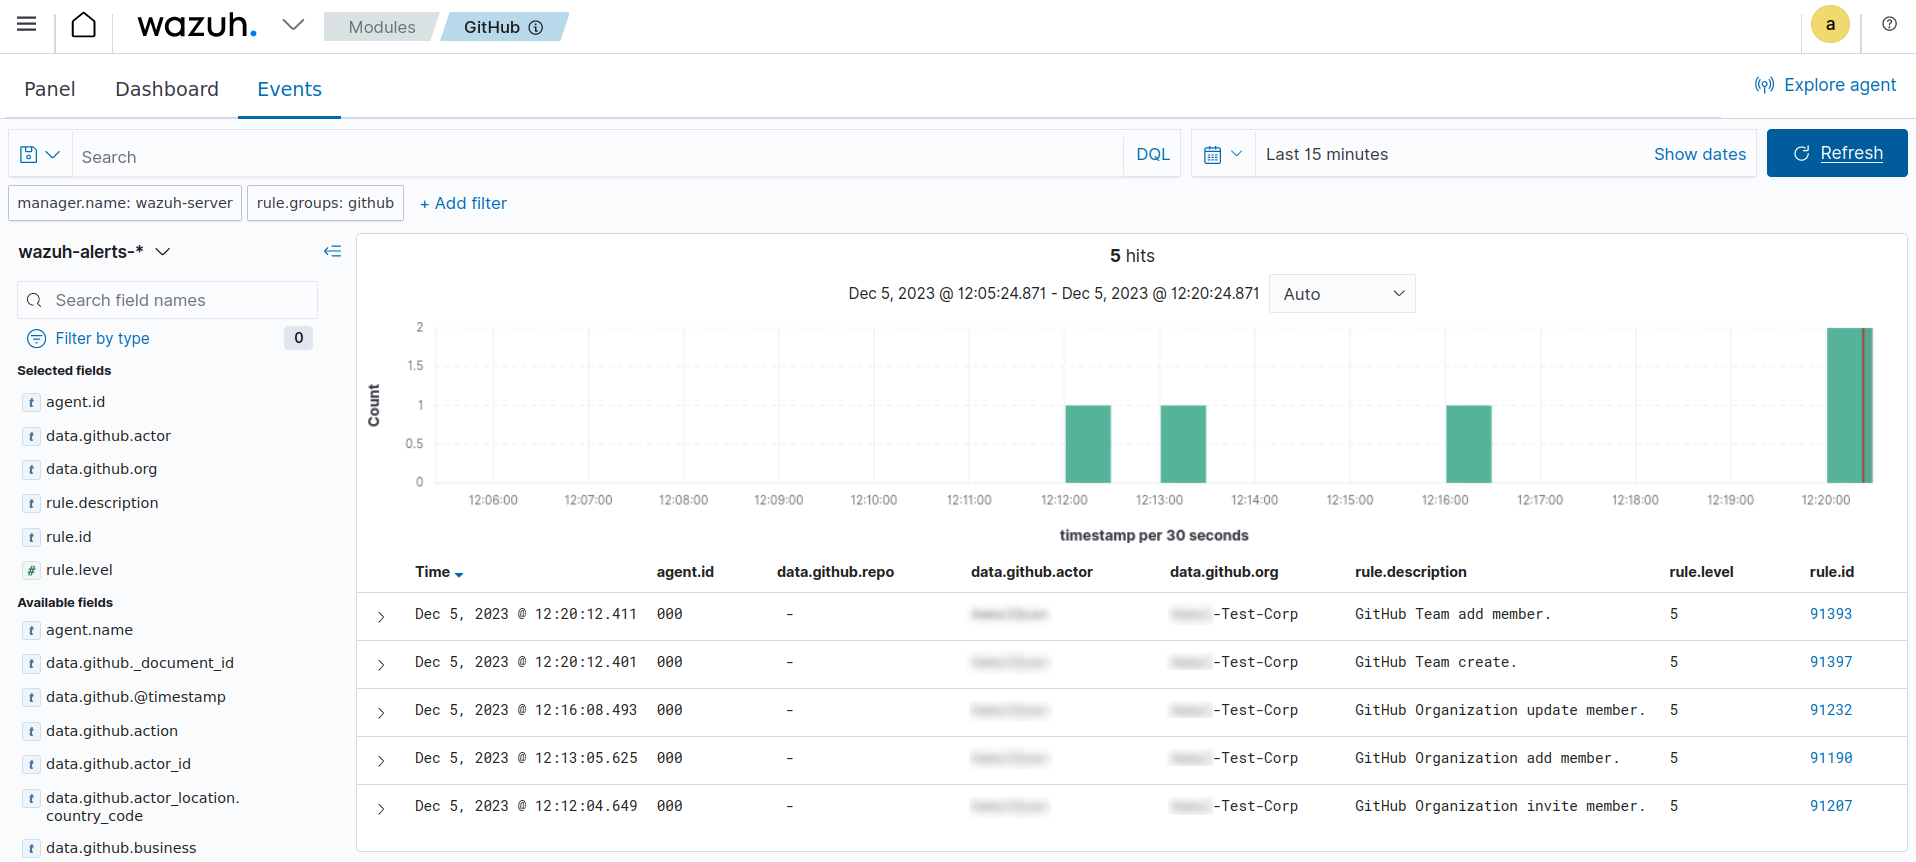 wazuh.
Modules
GitHub
a
Panel
Dashboard
Events
Explore agent
Search
DQL
Last 15 minutes
Show dates
Refresh
manager.name: wazuh-server
rule.groups: github
+ Add filter
wazuh-alerts-*
Search field names
Filter by type
0
Selected fields
t agent.id
t data.github.actor
t data.github.org
t rule.description
t rule.id
# rule.level
Available fields
t agent.name
t data.github._document_id
t data.github.@timestamp
t data.github.action
t data.github.actor_id
t data.github.actor_location.
country_code
t data.github.business
5 hits
Dec 5, 2023 @ 12:05:24.871 - Dec 5, 2023 @ 12:20:24.871
Auto
Count
2
1.5
1
0.5
0
12:06:00 12:07:00 12:08:00 12:09:00 12:10:00 12:11:00 12:12:00 12:13:00 12:14:00 12:15:00 12:16:00 12:17:00 12:18:00 12:19:00 12:20:00
timestamp per 30 seconds
Time agent.id data.github.repo data.github.actor data.github.org rule.description rule.level rule.id
Dec 5, 2023 @ 12:20:12.411 000 - -Test-Corp GitHub Team add member. 5 91393
Dec 5, 2023 @ 12:20:12.401 000 - -Test-Corp GitHub Team create. 5 91397
Dec 5, 2023 @ 12:16:08.493 000 - -Test-Corp GitHub Organization update member. 5 91232
Dec 5, 2023 @ 12:13:05.625 000 - -Test-Corp GitHub Organization add member. 5 91190
Dec 5, 2023 @ 12:12:04.649 000 - -Test-Corp GitHub Organization invite member. 5 91207